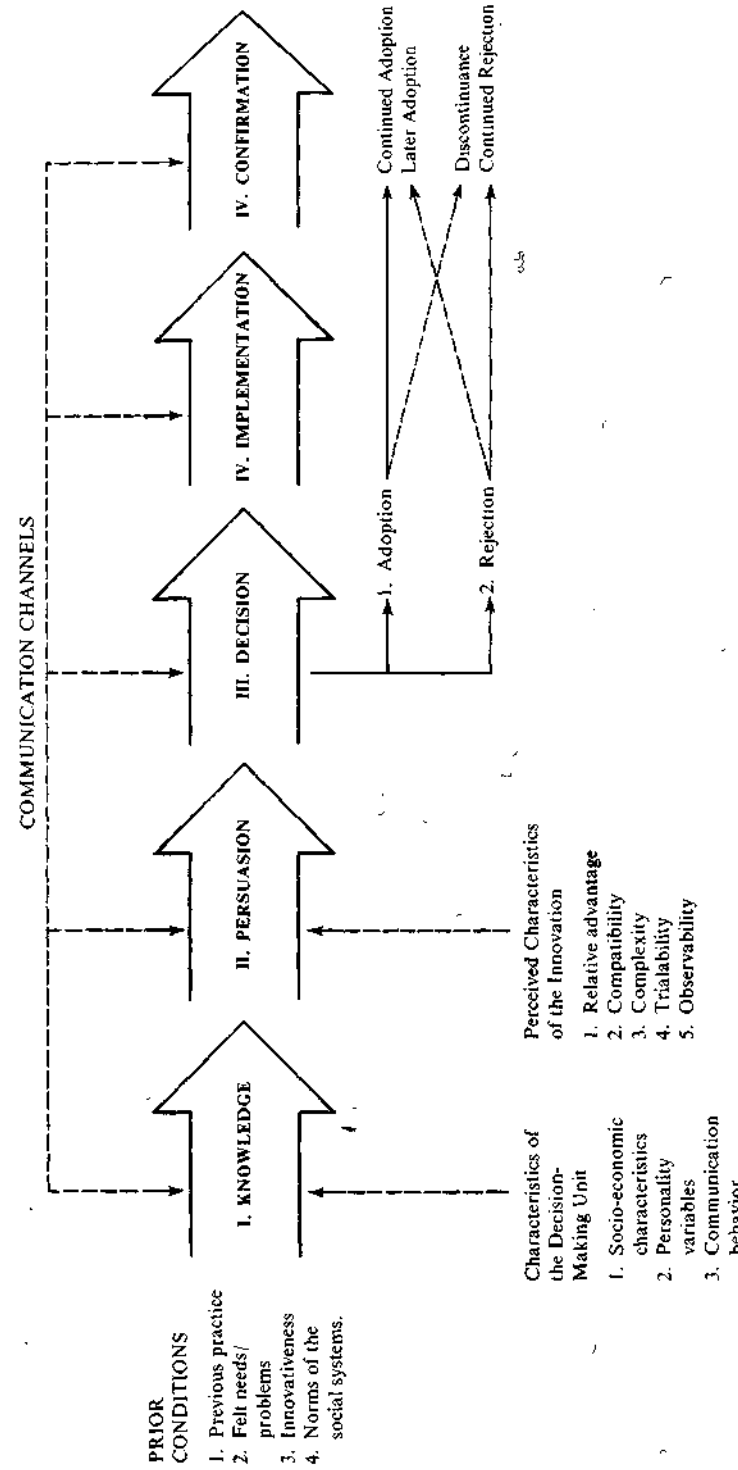 COMMUNICATION CHANNELS
PRIOR
CONDITIONS
1. Previous practice
2. Felt needs/
problems
3. Innovativeness
4. Norms of the
social systems.
I. KNOWLEDGE
II. PERSUASION
III. DECISION
IV. IMPLEMENTATION
IV. CONFIRMATION
Characteristics of
the Decision-
Making Unit
1. Socio-economic
characteristics
2. Personality
variables
3. Communication
behavior
Perceived Characteristics
of the Innovation
1. Relative advantage
2. Compatibility
3. Complexity
4. Trialability
5. Observability
1. Adoption
2. Rejection
Continued Adoption
Later Adoption
Discontinuance
Continued Rejection